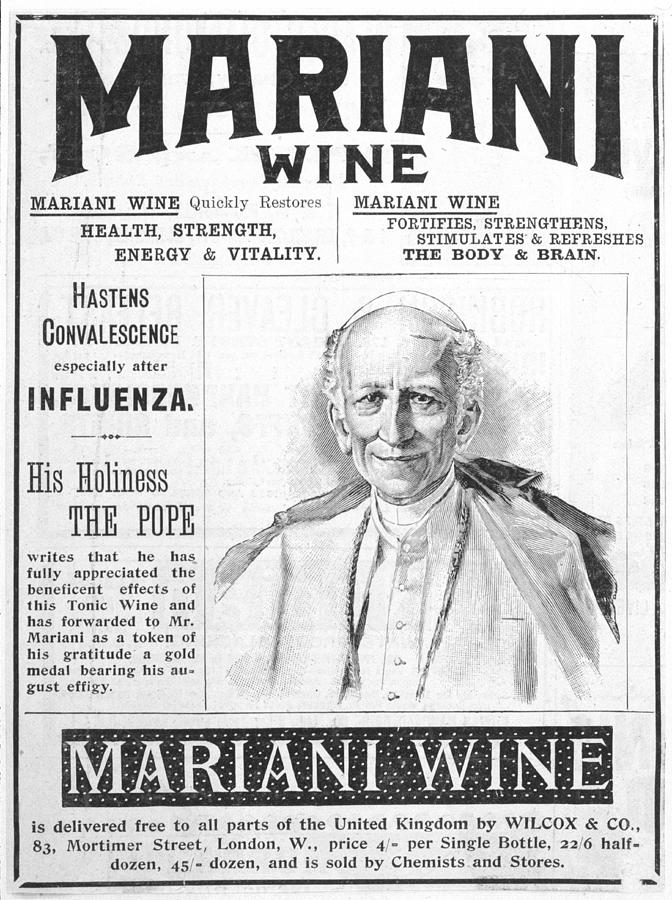 MARIANI
WINE
MARIANI WINE Quickly Restores
HEALTH, STRENGTH,
ENERGY & VITALITY.
MARIANI WINE
FORTIFIES, STRENGTHENS,
STIMULATES & REFRESHES
THE BODY & BRAIN.
HASTENS
CONVALESCENCE
especially after
INFLUENZA.
His Holiness
THE POPE
writes that he has
fully appreciated the
beneficent effects of
this Tonic Wine and
has forwarded to Mr.
Mariani as a token of
his gratitude a gold
medal bearing his au-
gust effigy.
MARIANI WINE
is delivered free to all parts of the United Kingdom by WILCOX & CO.,
83, Mortimer Street, London, W., price 4/- per Single Bottle, 22/6 half-
dozen, 45/- dozen, and is sold by Chemists and Stores.